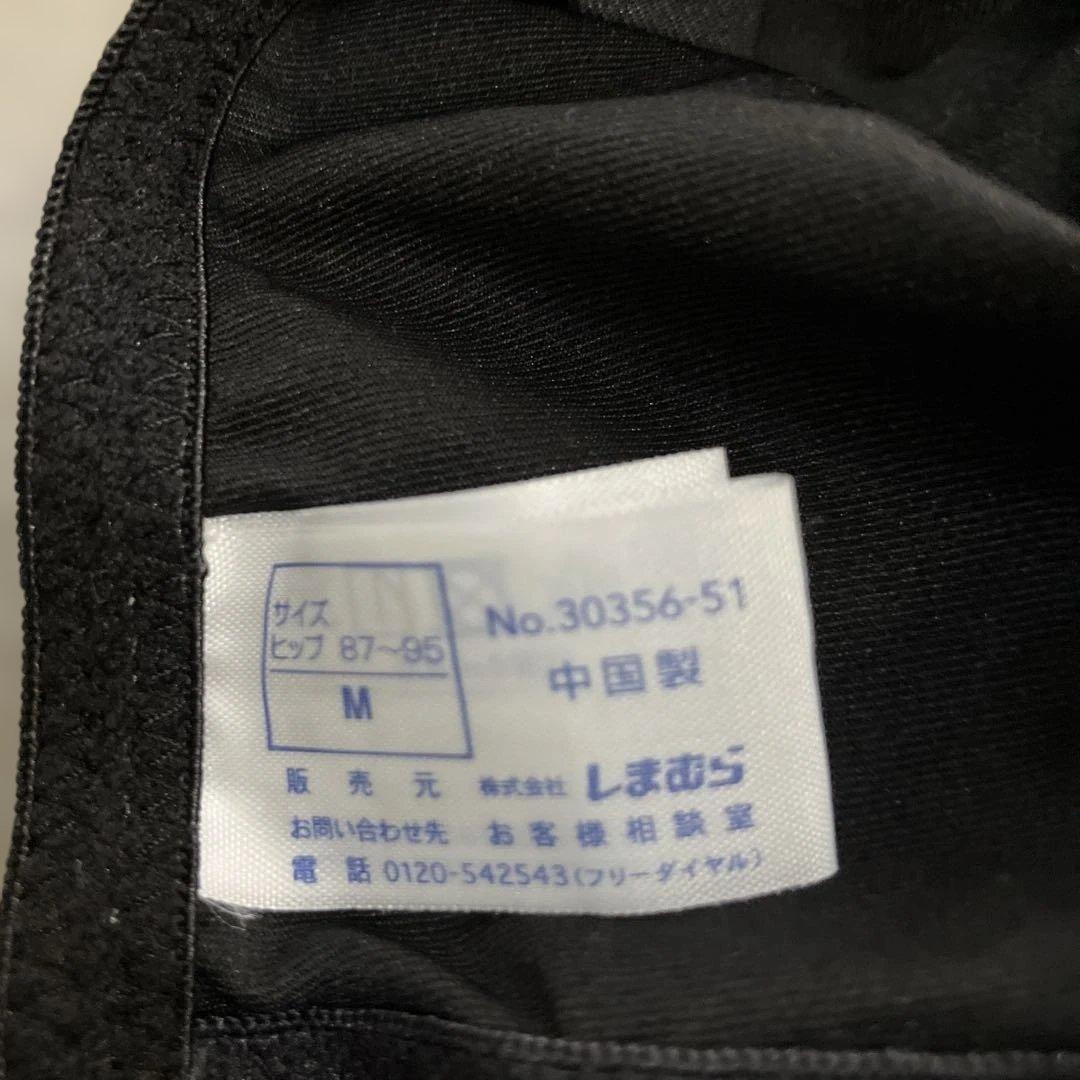 サイズ
ヒップ 87〜95
M
No.30356-51
中国製
販売元 株式会社 しまむら
お問い合わせ先 お客様相談室
電話 0120-542543(フリーダイヤル)